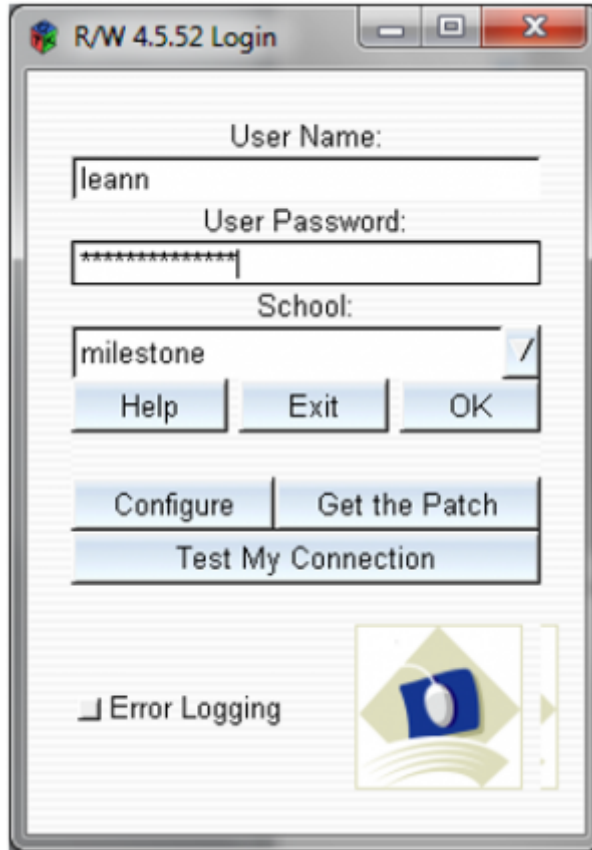 R/W 4.5.52 Login
User Name:
leann
User Password:
**************
School:
milestone
Help Exit OK
Configure Get the Patch
Test My Connection
Error Logging